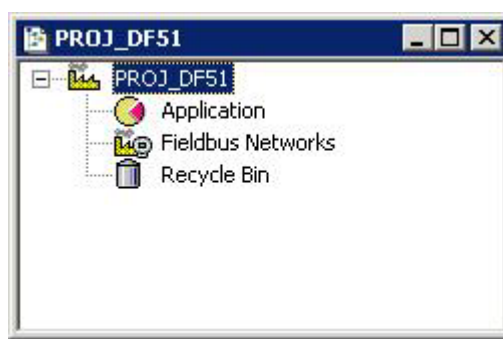 PROJ_DF51
PROJ_DF51
Application
Fieldbus Networks
Recycle Bin